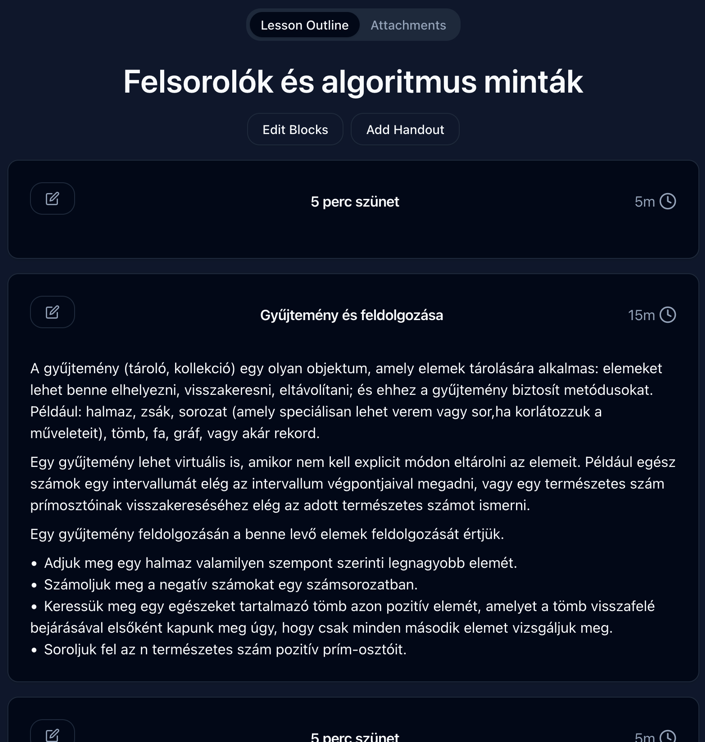 Lesson Outline Attachments
Felsorolók és algoritmus minták
Edit Blocks Add Handout
5 perc szünet 5m
Gyűjtemény és feldolgozása 15m
A gyűjtemény (tároló, kollekció) egy olyan objektum, amely elemek tárolására alkalmas: elemeket
lehet benne elhelyezni, visszakeresni, eltávolítani; és ehhez a gyűjtemény biztosít metódusokat.
Például: halmaz, zsák, sorozat (amely speciálisan lehet verem vagy sor,ha korlátozzuk a
műveleteit), tömb, fa, gráf, vagy akár rekord.
Egy gyűjtemény lehet virtuális is, amikor nem kell explicit módon eltárolni az elemeit. Például egész
számok egy intervallumát elég az intervallum végpontjaival megadni, vagy egy természetes szám
prímosztóinak visszakereséséhez elég az adott természetes számot ismerni.
Egy gyűjtemény feldolgozásán a benne levő elemek feldolgozását értjük.
• Adjuk meg egy halmaz valamilyen szempont szerinti legnagyobb elemét.
• Számoljuk meg a negatív számokat egy számsorozatban.
• Keressük meg egy egészeket tartalmazó tömb azon pozitív elemét, amelyet a tömb visszafelé
bejárásával elsőként kapunk meg úgy, hogy csak minden második elemet vizsgáljuk meg.
• Soroljuk fel az n természetes szám pozitív prím-osztóit.
5 perc szünet 5m